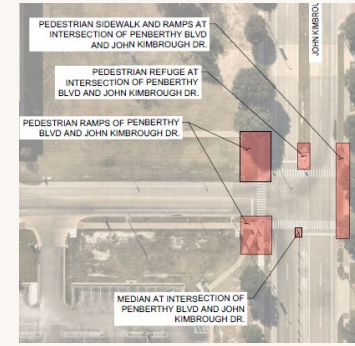 PEDESTRIAN SIDEWALK AND RAMPS AT
INTERSECTION OF PENBERTHY BLVD
AND JOHN KIMBROUGH DR.
JOHN KIMBROU
PEDESTRIAN REFUGE AT
INTERSECTION OF PENBERTHY
BLVD AND JOHN KIMBROUGH DR.
PEDESTRIAN RAMPS OF PENBERTHY
BLVD AND JOHN KIMBROUGH DR.
MEDIAN AT INTERSECTION OF
PENBERTHY BLVD AND JOHN
KIMBROUGH DR.